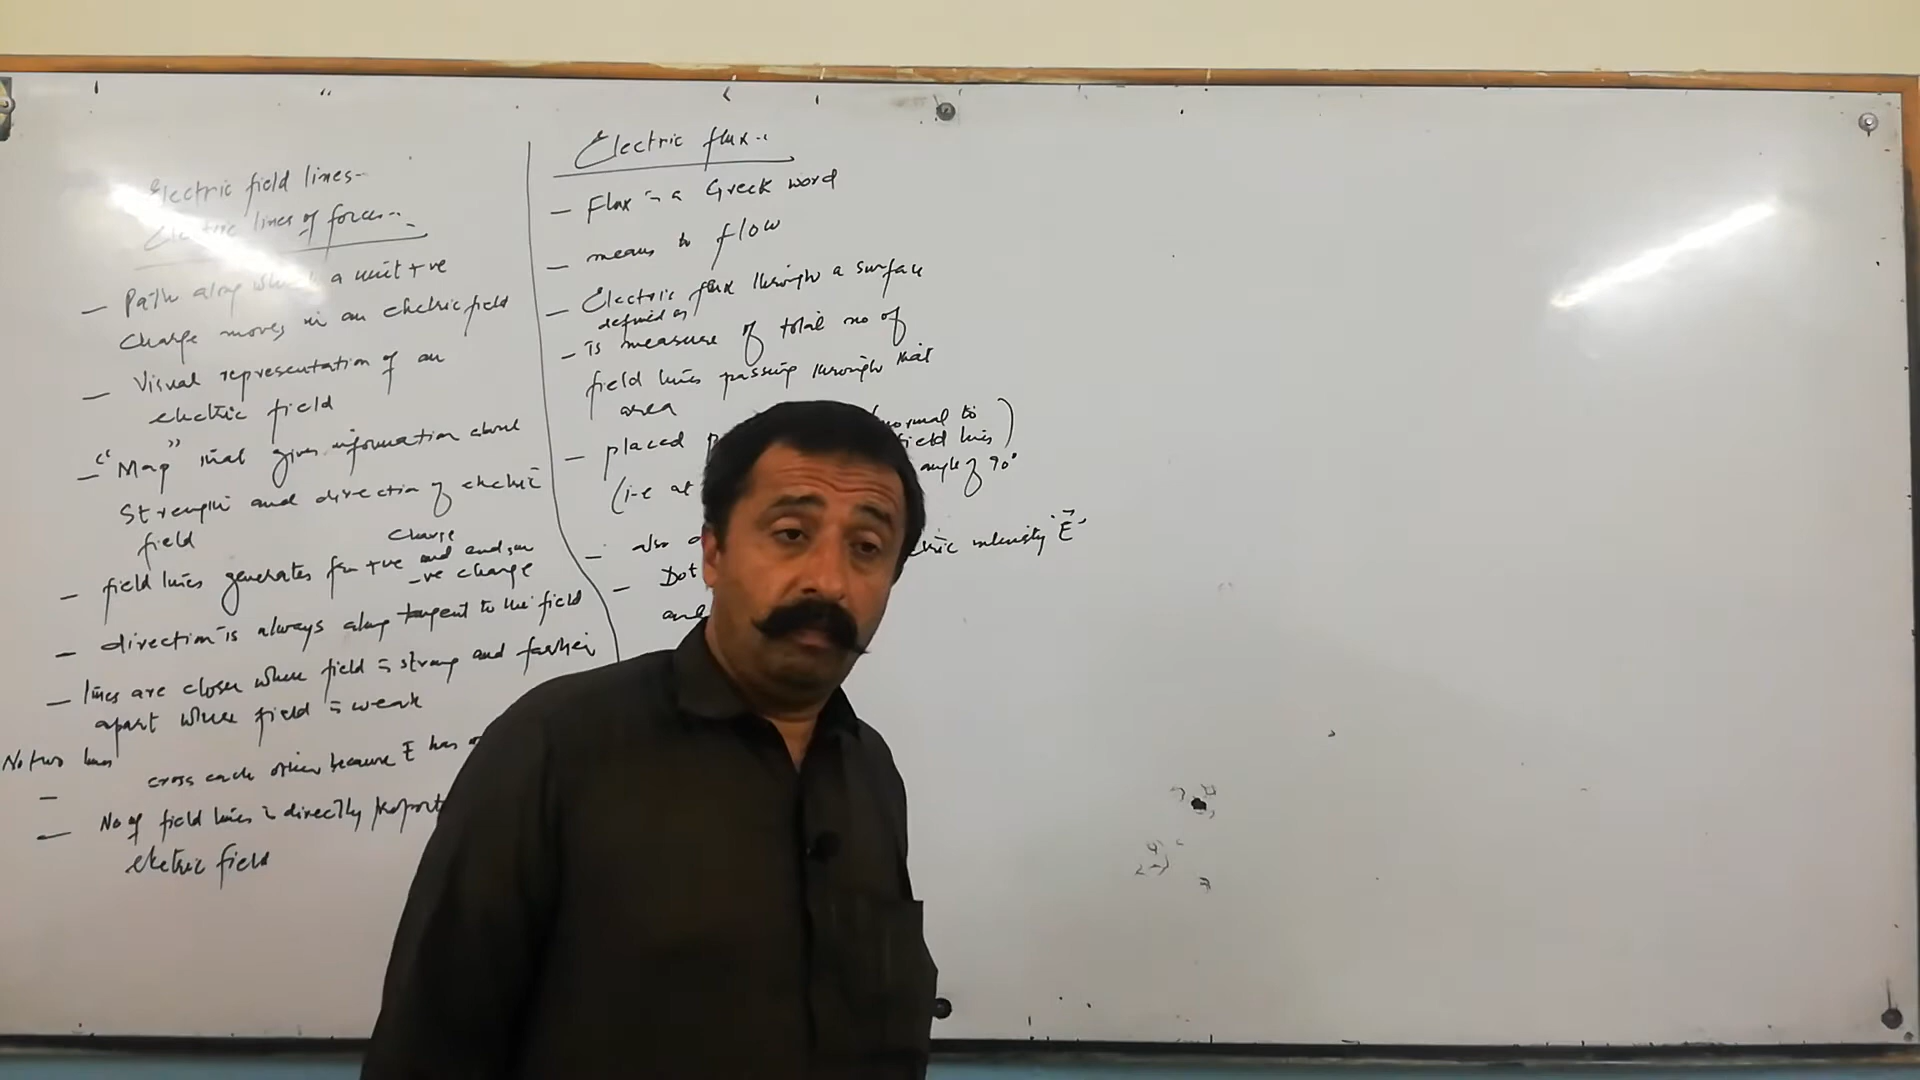 Electric field lines-
Electric lines of forces..
— Path along which a unit +ve
charge moves in an electric field
— Visual representation of an
electric field
— "Map" that gives information about
Strength and direction of electric
field
charge
— field lines generates from +ve and ends on
-ve charge
— direction is always along tangent to the field
— lines are closer where field is strong and farther
apart where field is weak
No two lines
— cross each other because E has
— No of field lines is directly
electric field
Electric flux..
— Flux is a Greek word
— means to flow
— Electric flux through a surface
defined as
— is measure of total no of
field lines passing through that
area
— placed normal to
field lines)
(i-e at angle of 90°
— also intensity "E"
— Dot
and